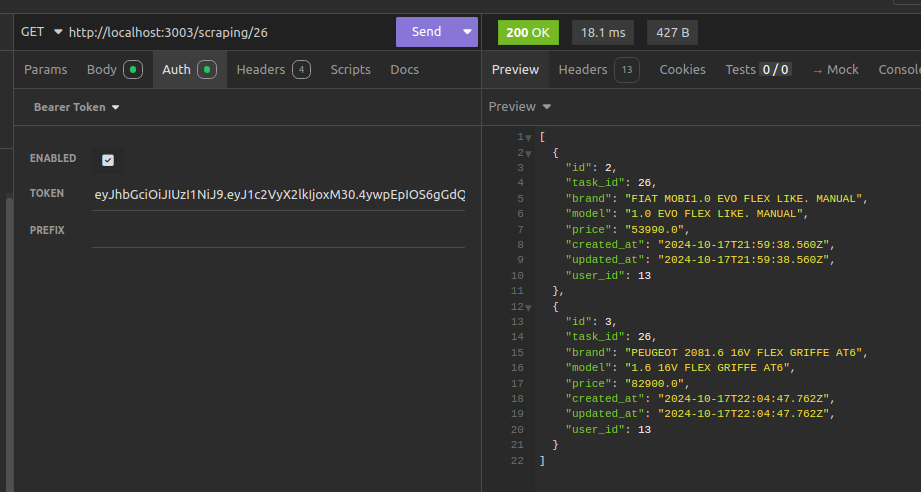 GET http://localhost:3003/scraping/26 Send 200 OK 18.1 ms 427 B
Params Body Auth Headers 4 Scripts Docs Preview Headers 13 Cookies Tests 0 / 0 → Mock Console
Bearer Token Preview
ENABLED
TOKEN eyJhbGciOiJIUzI1NiJ9.eyJ1c2VyX2lkIjoxM30.4ywpEpIOS6gGdQ
PREFIX
1 [
2 {
3 "id": 2,
4 "task_id": 26,
5 "brand": "FIAT MOBI1.0 EVO FLEX LIKE. MANUAL",
6 "model": "1.0 EVO FLEX LIKE. MANUAL",
7 "price": "53990.0",
8 "created_at": "2024-10-17T21:59:38.560Z",
9 "updated_at": "2024-10-17T21:59:38.560Z",
10 "user_id": 13
11 },
12 {
13 "id": 3,
14 "task_id": 26,
15 "brand": "PEUGEOT 2081.6 16V FLEX GRIFFE AT6",
16 "model": "1.6 16V FLEX GRIFFE AT6",
17 "price": "82900.0",
18 "created_at": "2024-10-17T22:04:47.762Z",
19 "updated_at": "2024-10-17T22:04:47.762Z",
20 "user_id": 13
21 }
22 ]